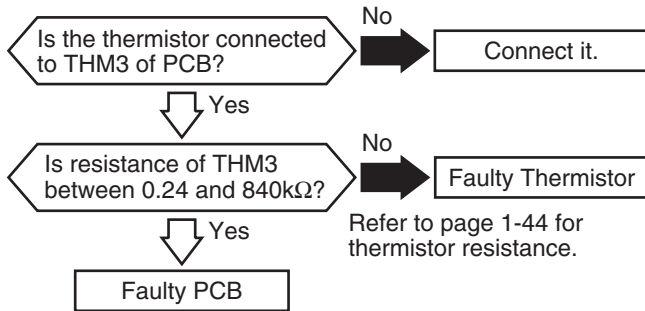 Is the thermistor connected
to THM3 of PCB?
No
Connect it.
Yes
Is resistance of THM3
between 0.24 and 840kΩ?
No
Faulty Thermistor
Refer to page 1-44 for
thermistor resistance.
Yes
Faulty PCB